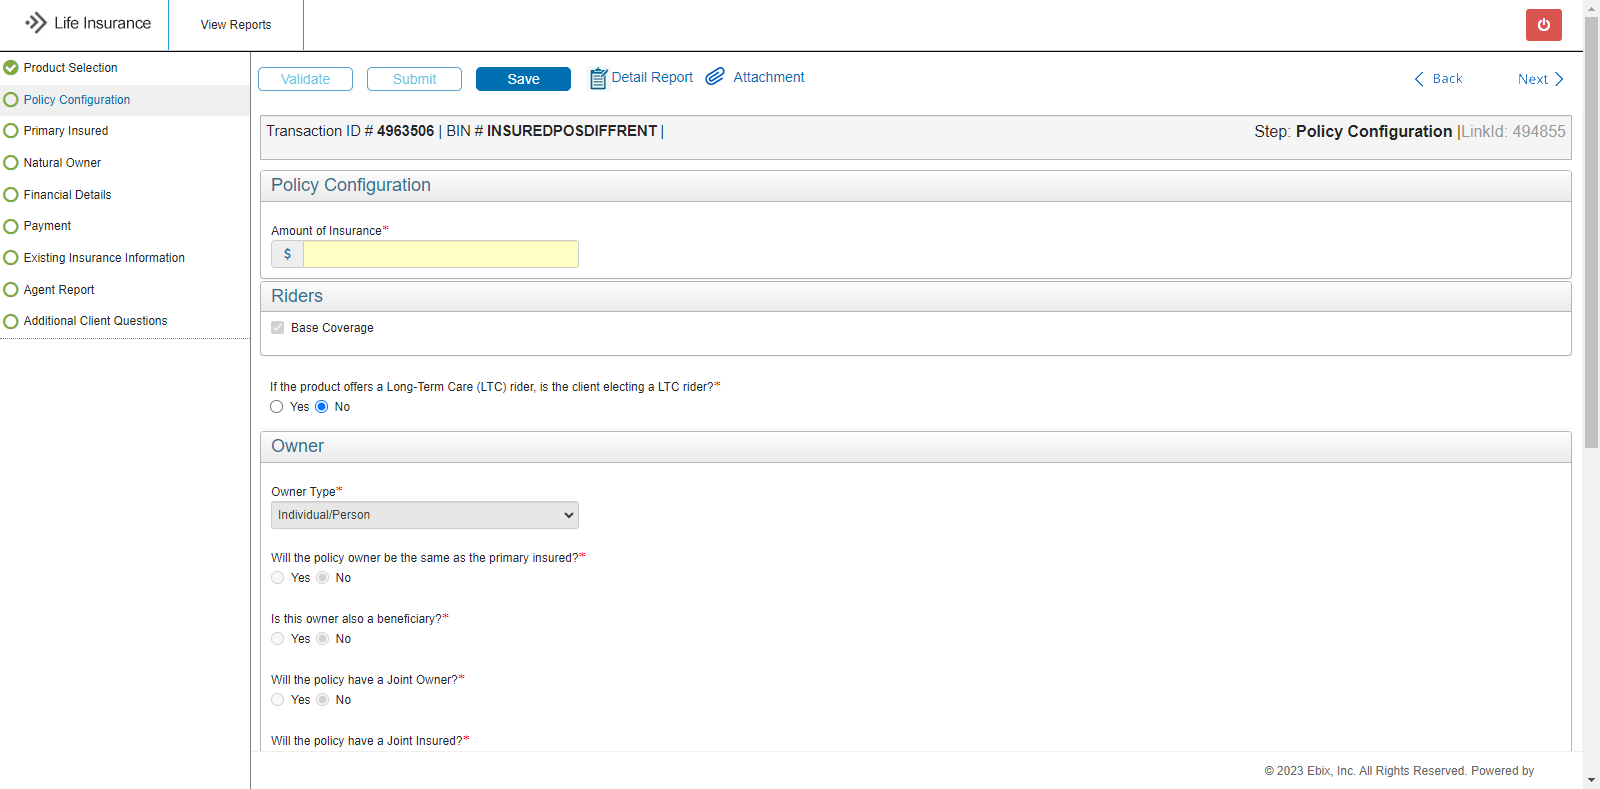 Life Insurance
View Reports
Product Selection
Policy Configuration
Primary Insured
Natural Owner
Financial Details
Payment
Existing Insurance Information
Agent Report
Additional Client Questions
Validate Submit Save Detail Report Attachment Back Next
Transaction ID # 4963506 | BIN # INSUREDPOSDIFFRENT |
Step: Policy Configuration |LinkId: 494855
Policy Configuration
Amount of Insurance*
$
Riders
Base Coverage
If the product offers a Long-Term Care (LTC) rider, is the client electing a LTC rider?*
Yes No
Owner
Owner Type*
Individual/Person
Will the policy owner be the same as the primary insured?*
Yes No
Is this owner also a beneficiary?*
Yes No
Will the policy have a Joint Owner?*
Yes No
Will the policy have a Joint Insured?*
© 2023 Ebix, Inc. All Rights Reserved. Powered by